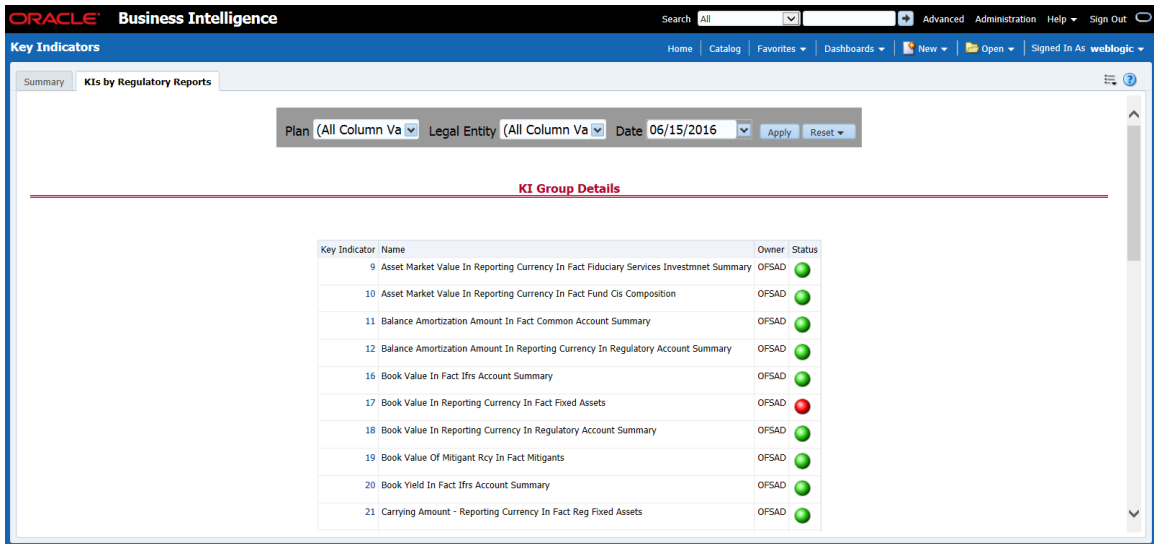 ORACLE Business Intelligence Search All Advanced Administration Help Sign Out
Key Indicators Home Catalog Favorites Dashboards New Open Signed In As weblogic
Summary KIs by Regulatory Reports
Plan (All Column Va Legal Entity (All Column Va Date 06/15/2016 Apply Reset
KI Group Details
Key Indicator Name Owner Status
9 Asset Market Value In Reporting Currency In Fact Fiduciary Services Investmnet Summary OFSAD
10 Asset Market Value In Reporting Currency In Fact Fund Cis Composition OFSAD
11 Balance Amortization Amount In Fact Common Account Summary OFSAD
12 Balance Amortization Amount In Reporting Currency In Regulatory Account Summary OFSAD
16 Book Value In Fact Ifrs Account Summary OFSAD
17 Book Value In Reporting Currency In Fact Fixed Assets OFSAD
18 Book Value In Reporting Currency In Regulatory Account Summary OFSAD
19 Book Value Of Mitigant Rcy In Fact Mitigants OFSAD
20 Book Yield In Fact Ifrs Account Summary OFSAD
21 Carrying Amount - Reporting Currency In Fact Reg Fixed Assets OFSAD